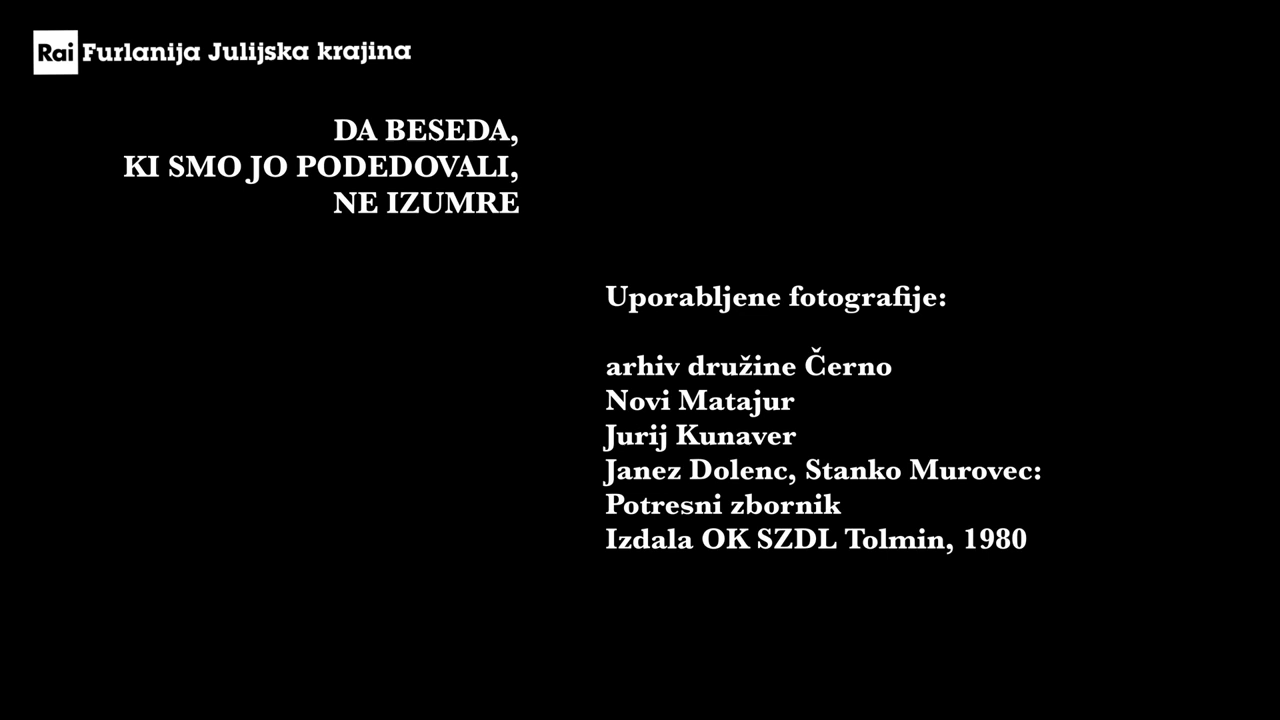 Rai Furlanija Julijska krajina
DA BESEDA,
KI SMO JO PODEDOVALI,
NE IZUMRE
Uporabljene fotografije:
arhiv družine Černo
Novi Matajur
Jurij Kunaver
Janez Dolenc, Stanko Murovec:
Potresni zbornik
Izdala OK SZDL Tolmin, 1980